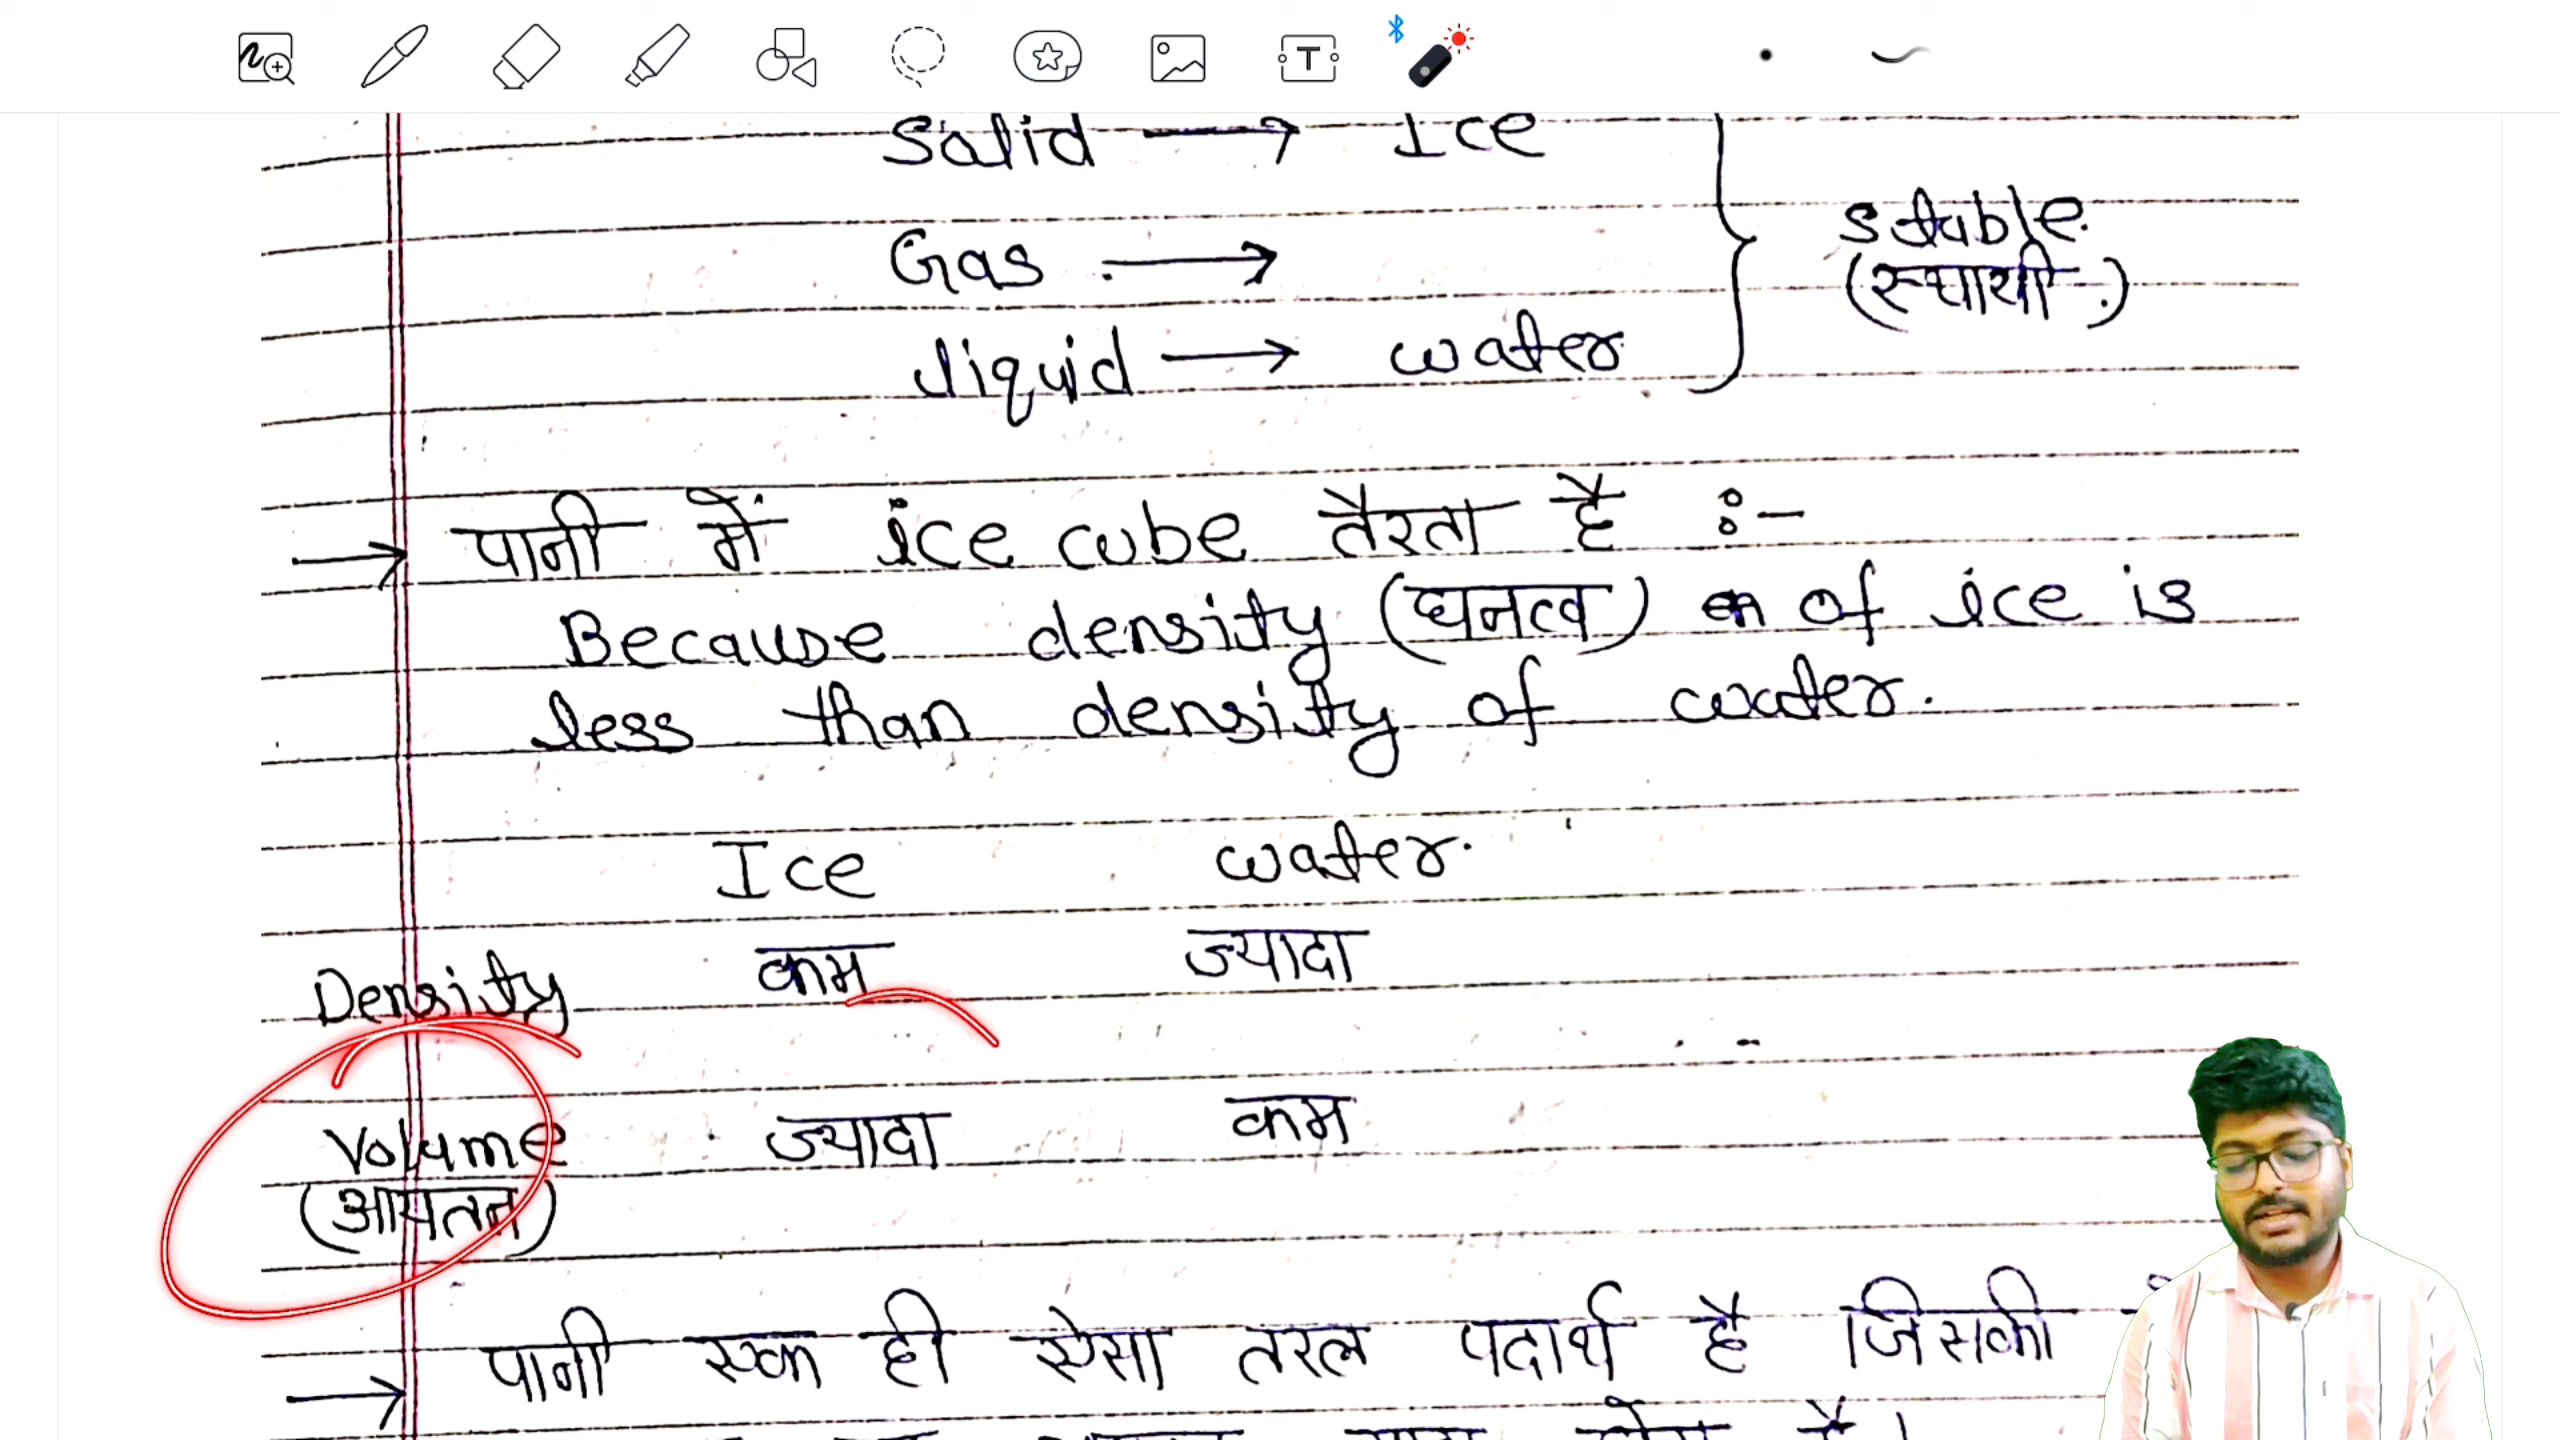 Solid → Ice
Gas →
stable
(स्थायी)
liquid → water
→ पानी में ice cube तैरता है :-
Because density (घनत्व) of ice is
less than density of water.
Ice water.
Density कम ज्यादा
Volume ज्यादा कम
(आयतन)
→ पानी एक ही ऐसा तरल पदार्थ है जिसकी